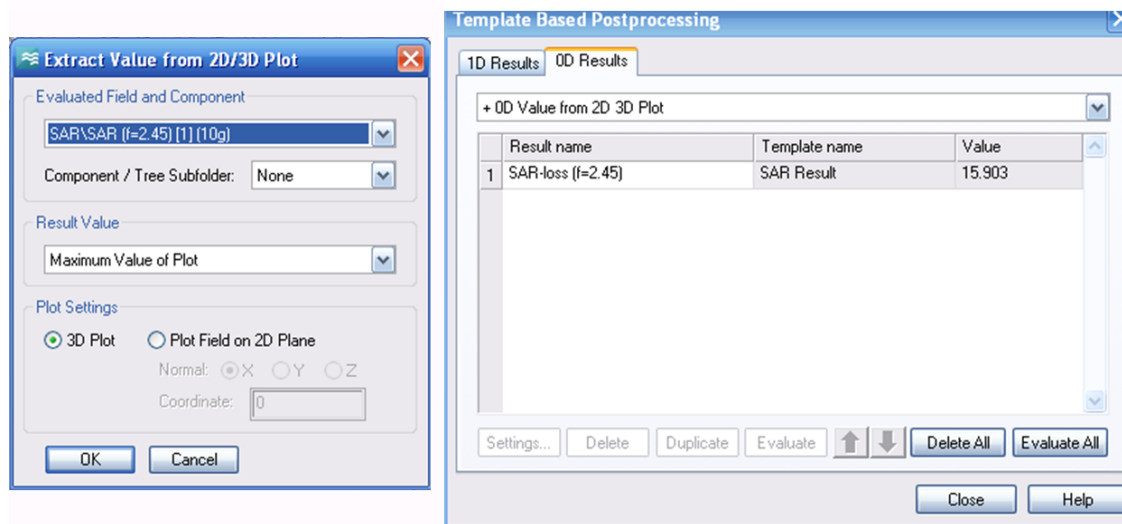 Extract Value from 2D/3D Plot
Evaluated Field and Component
SAR\SAR (f=2.45) [1] (10g)
Component / Tree Subfolder: None
Result Value
Maximum Value of Plot
Plot Settings
3D Plot Plot Field on 2D Plane
Normal: X Y Z
Coordinate: 0
OK Cancel
Template Based Postprocessing
1D Results 0D Results
+ 0D Value from 2D 3D Plot
Result name Template name Value
1 SAR-loss (f=2.45) SAR Result 15.903
Settings... Delete Duplicate Evaluate Delete All Evaluate All
Close Help